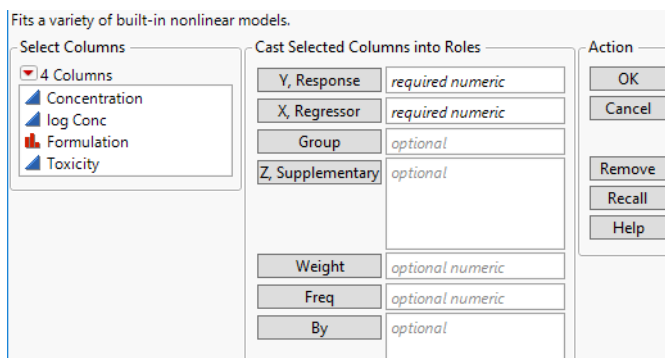 Fits a variety of built-in nonlinear models.
Select Columns
4 Columns
Concentration
log Conc
Formulation
Toxicity
Cast Selected Columns into Roles
Y, Response required numeric
X, Regressor required numeric
Group optional
Z, Supplementary optional
Weight optional numeric
Freq optional numeric
By optional
Action
OK
Cancel
Remove
Recall
Help